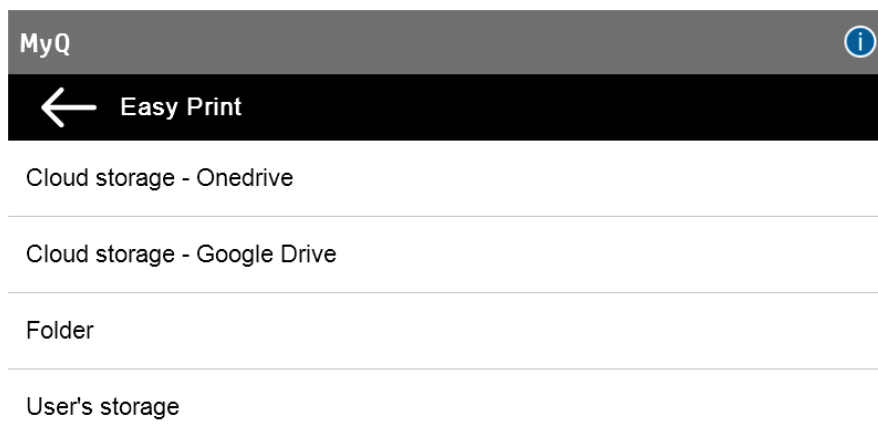 MyQ
Easy Print
Cloud storage - Onedrive
Cloud storage - Google Drive
Folder
User's storage